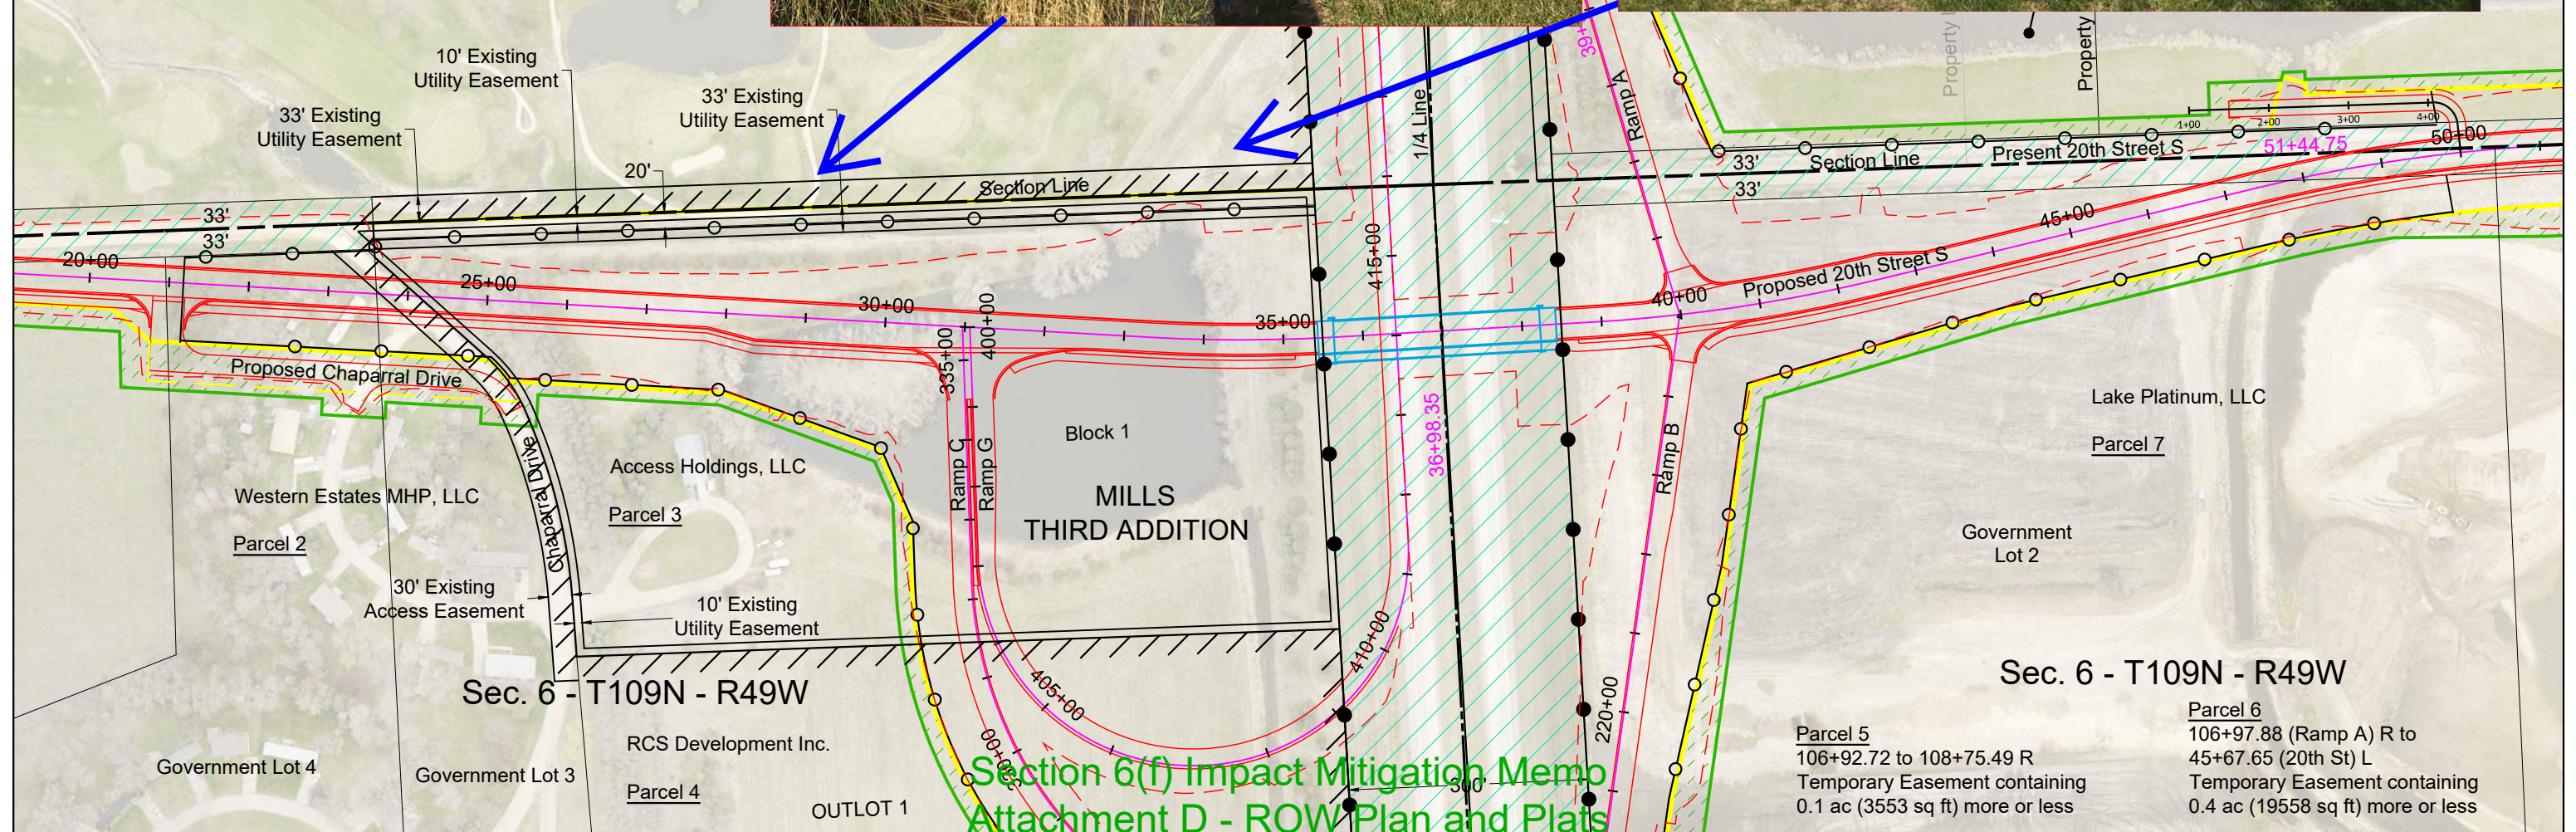 10' Existing
Utility Easement
33' Existing
Utility Easement
33' Existing
Utility Easement
20'
Section Line
33'
33'
20+00
25+00
30+00
35+00
40+00
45+00
50+00
51+44.75
1+00
2+00
3+00
4+00
39+
Ramp A
1/4 Line
Property
Property
33'
Section Line
Present 20th Street S
33'
Proposed 20th Street S
415+00
36+98.35
335+00
400+00
Ramp C
Ramp G
Ramp B
Proposed Chaparral Drive
Chaparral Drive
Western Estates MHP, LLC
Parcel 2
Access Holdings, LLC
Parcel 3
Block 1
MILLS
THIRD ADDITION
Lake Platinum, LLC
Parcel 7
Government
Lot 2
30' Existing
Access Easement
10' Existing
Utility Easement
405+00
410+00
220+00
Sec. 6 - T109N - R49W
Sec. 6 - T109N - R49W
RCS Development Inc.
Parcel 4
Government Lot 4
Government Lot 3
OUTLOT 1
300'
Section 6(f) Impact Mitigation Memo
Attachment D - ROW Plan and Plats
Parcel 5
106+92.72 to 108+75.49 R
Temporary Easement containing
0.1 ac (3553 sq ft) more or less
Parcel 6
106+97.88 (Ramp A) R to
45+67.65 (20th St) L
Temporary Easement containing
0.4 ac (19558 sq ft) more or less